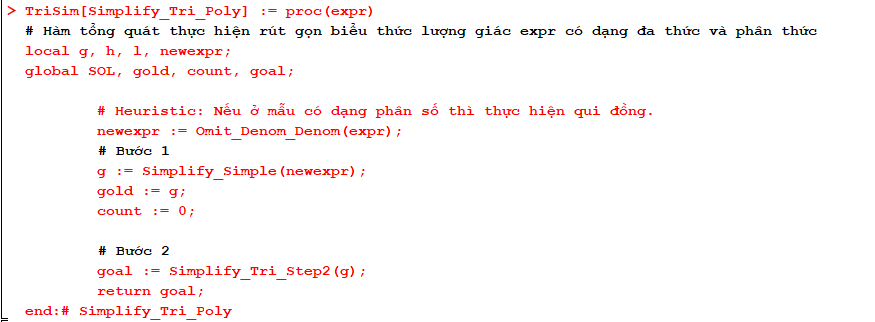 > TriSim[Simplify_Tri_Poly] := proc(expr)
# Hàm tổng quát thực hiện rút gọn biểu thức lượng giác expr có dạng đa thức và phân thức
local g, h, l, newexpr;
global SOL, gold, count, goal;
# Heuristic: Nếu ở mẫu có dạng phân số thì thực hiện qui đồng.
newexpr := Omit_Denom_Denom(expr);
# Bước 1
g := Simplify_Simple(newexpr);
gold := g;
count := 0;
# Bước 2
goal := Simplify_Tri_Step2(g);
return goal;
end:# Simplify_Tri_Poly